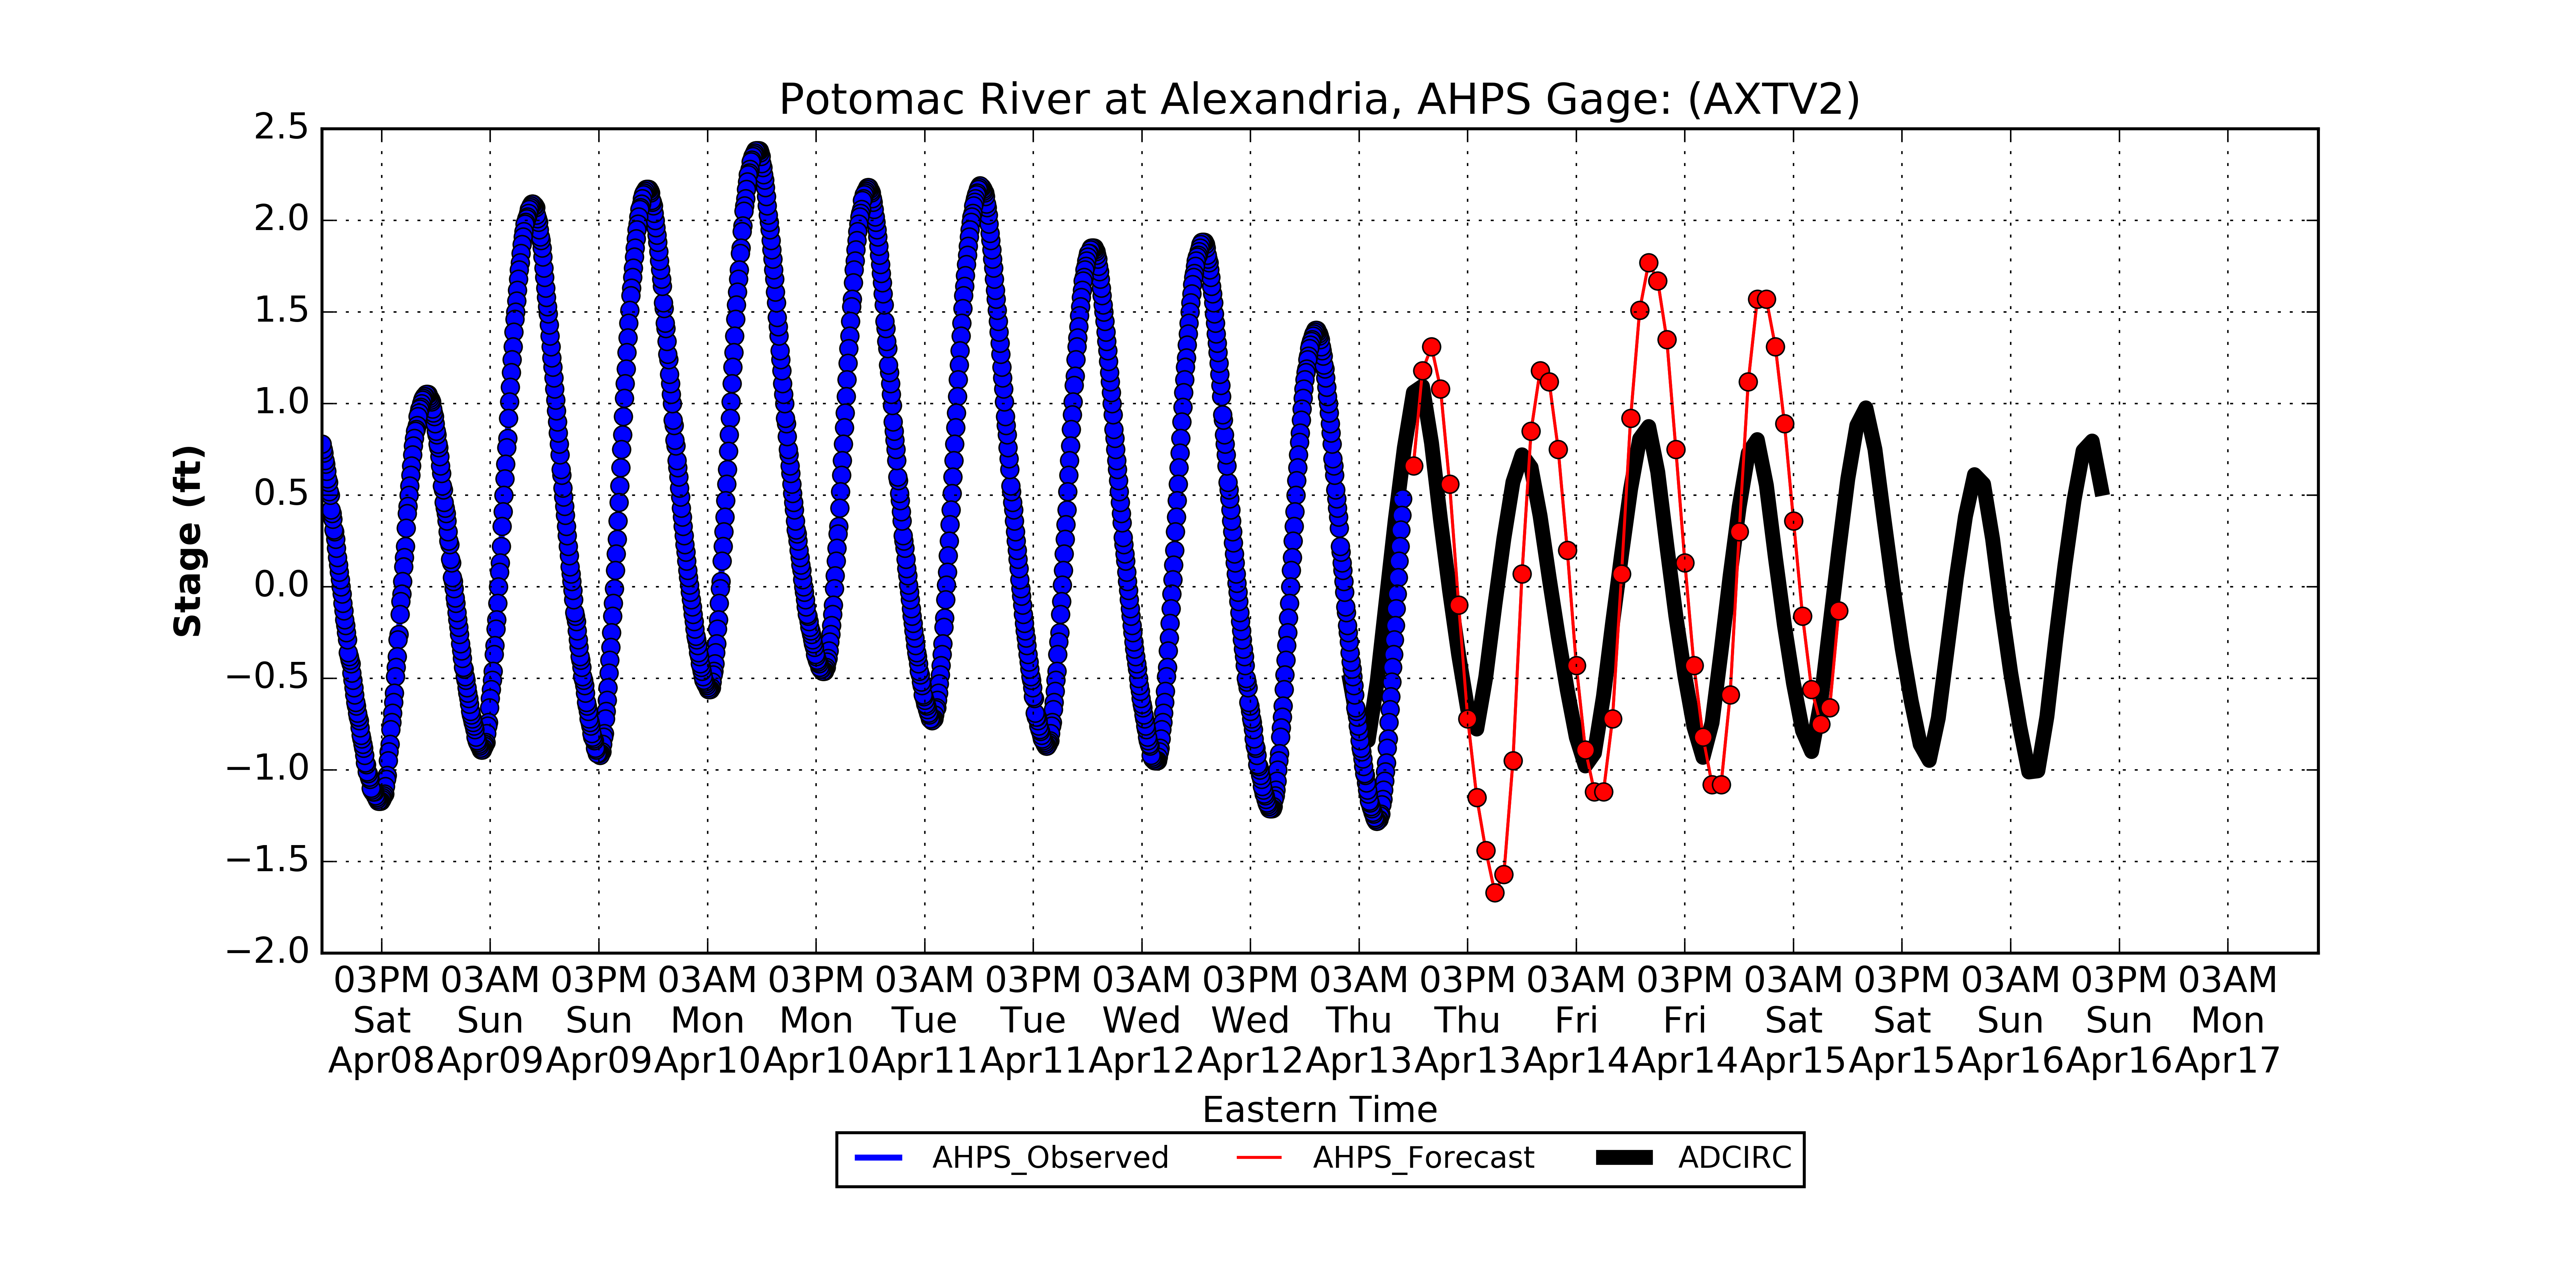 Potomac River at Alexandria, AHPS Gage: (AXTV2)
2.5
2.0
1.5
1.0
0.5
0.0
−0.5
−1.0
−1.5
−2.0
Stage (ft)
03PM 03AM 03PM 03AM 03PM 03AM 03PM 03AM 03PM 03AM 03PM 03AM 03PM 03AM 03PM 03AM 03PM 03AM
Sat Sun Sun Mon Mon Tue Tue Wed Wed Thu Thu Fri Fri Sat Sat Sun Sun Mon
Apr08 Apr09 Apr09 Apr10 Apr10 Apr11 Apr11 Apr12 Apr12 Apr13 Apr13 Apr14 Apr14 Apr15 Apr15 Apr16 Apr16 Apr17
Eastern Time
AHPS_Observed AHPS_Forecast ADCIRC